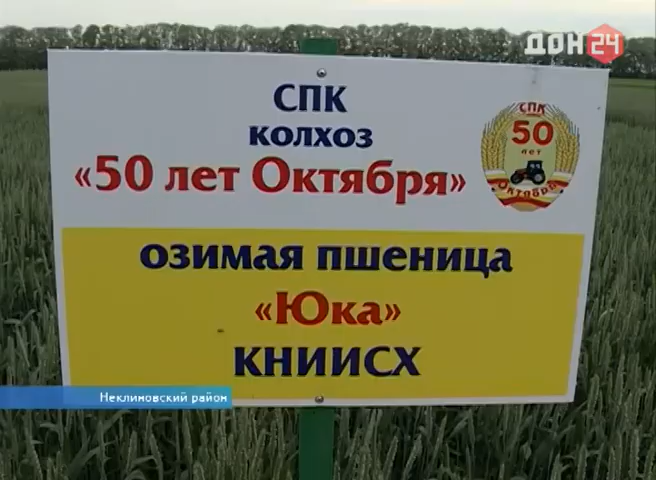 ДОН 24
СПК
колхоз
«50 лет Октября»
СПК
50
лет
Октября
озимая пшеница
«Юка»
КНИИСХ
Неклиновский район